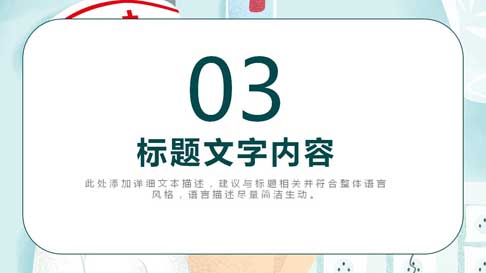 03
标题文字内容
此处添加详细文本描述，建议与标题相关并符合整体语言
风格，语言描述尽量简洁生动。